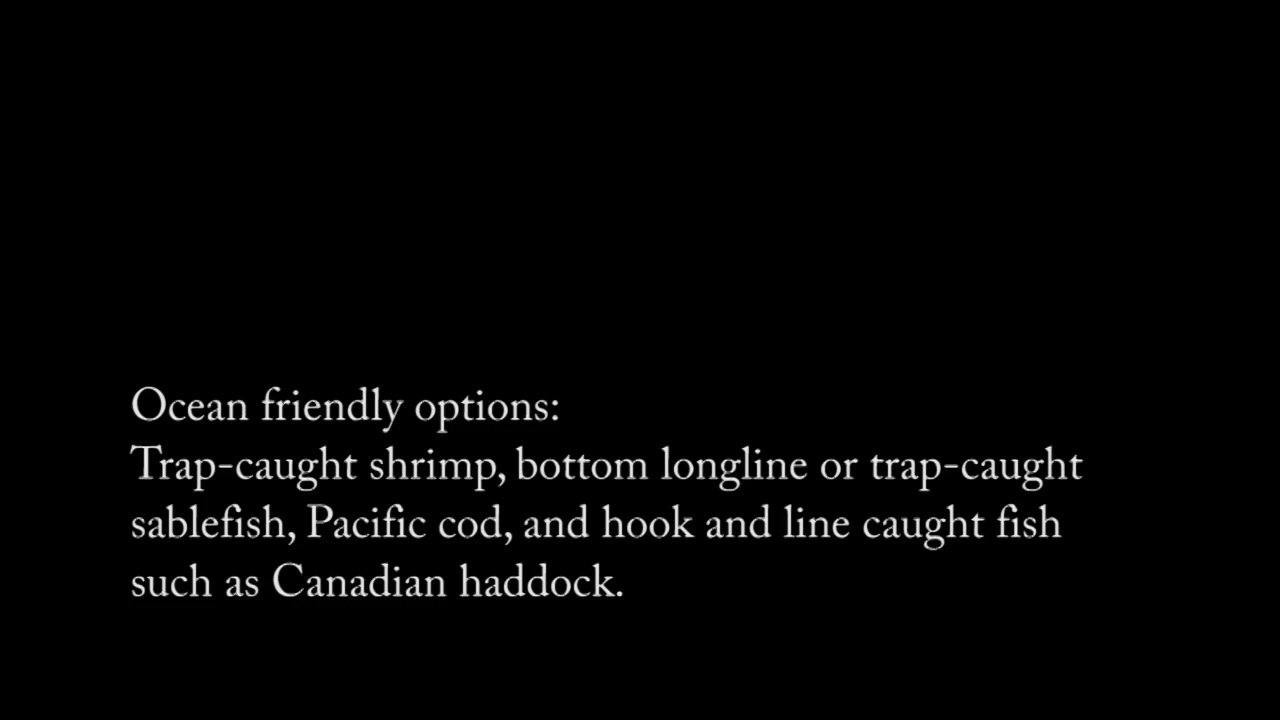 Ocean friendly options:
Trap-caught shrimp, bottom longline or trap-caught
sablefish, Pacific cod, and hook and line caught fish
such as Canadian haddock.